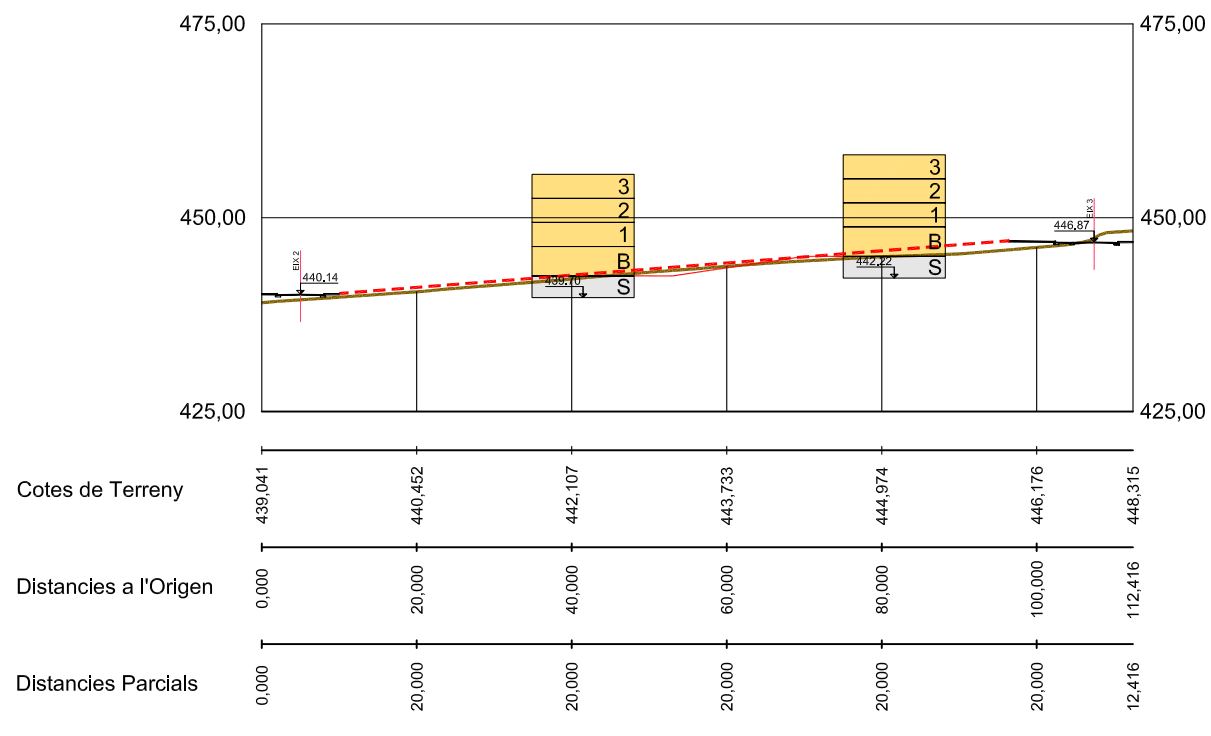 475,00 475,00
3
3
2
2
1
450,00 450,00
1
446.87
EIX 3
B
B
EIX 2
442.22
S
440.14
439.70
S
425,00 425,00
Cotes de Terreny 439,041 440,452 442,107 443,733 444,974 446,176 448,315
Distancies a l'Origen 0,000 20,000 40,000 60,000 80,000 100,000 112,416
Distancies Parcials 0,000 20,000 20,000 20,000 20,000 20,000 12,416